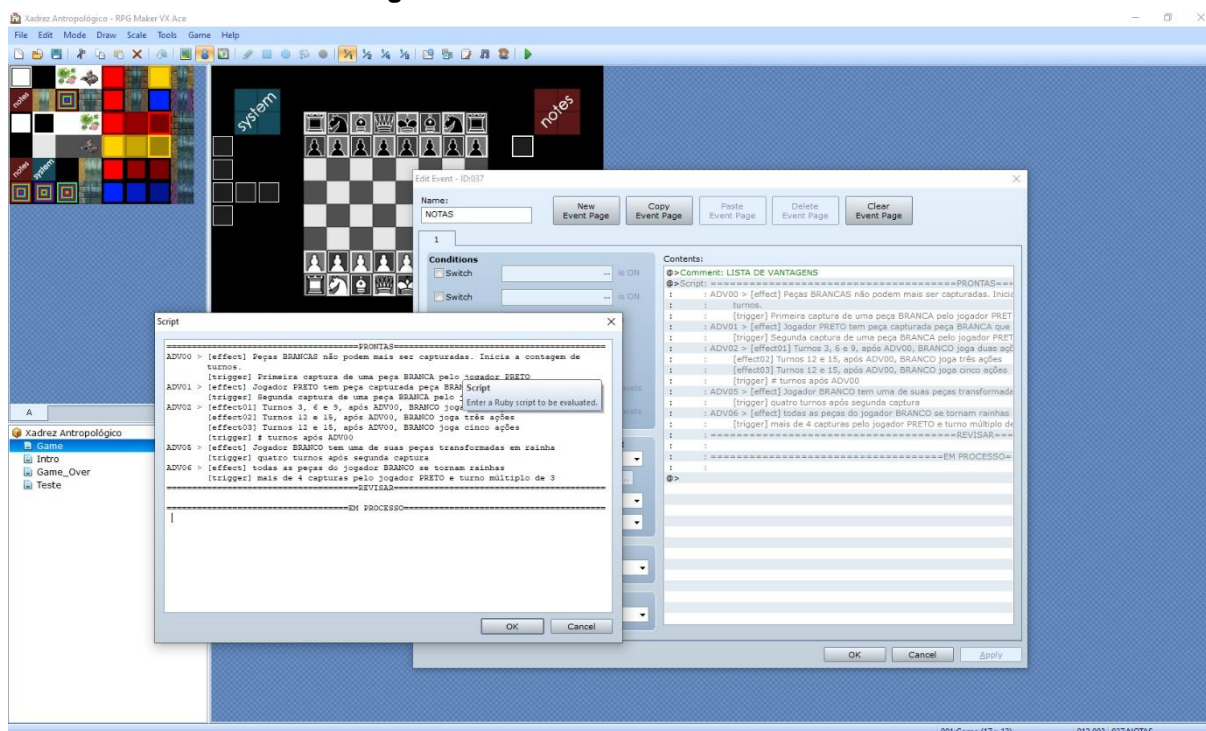 Xadrez Antropológico - RPG Maker VX Ace
File Edit Mode Draw Scale Tools Game Help
notes
system
notes
notes
system
A
Xadrez Antropológico
Game
Intro
Game_Over
Teste
Edit Event - ID:037
Name:
NOTAS
New
Event Page
Copy
Event Page
Paste
Event Page
Delete
Event Page
Clear
Event Page
1
Conditions
Switch ... is ON
Switch ... is ON
exists
exists
Contents:
@>Comment: LISTA DE VANTAGENS
@>Script: ======================================PRONTAS===
: : ADV00 > [effect] Peças BRANCAS não podem mais ser capturadas. Inicia
: : turnos.
: : [trigger] Primeira captura de uma peça BRANCA pelo jogador PRET
: : ADV01 > [effect] Jogador PRETO tem peça capturada peça BRANCA que
: : [trigger] Segunda captura de uma peça BRANCA pelo jogador PRET
: : ADV02 > [effect01] Turnos 3, 6 e 9, após ADV00, BRANCO joga duas açõ
: : [effect02] Turnos 12 e 15, após ADV00, BRANCO joga três ações
: : [effect03] Turnos 12 e 15, após ADV00, BRANCO joga cinco ações
: : [trigger] # turnos após ADV00
: : ADV05 > [effect] Jogador BRANCO tem uma de suas peças transformada
: : [trigger] quatro turnos após segunda captura
: : ADV06 > [effect] todas as peças do jogador BRANCO se tornam rainhas
: : [trigger] mais de 4 capturas pelo jogador PRETO e turno múltiplo de
: : ======================================REVISAR===
: :
: : ====================================EM PROCESSO=
: :
@>
OK Cancel Apply
Script
========================================PRONTAS========================================
ADV00 > [effect] Peças BRANCAS não podem mais ser capturadas. Inicia a contagem de
turnos.
[trigger] Primeira captura de uma peça BRANCA pelo jogador PRETO
ADV01 > [effect] Jogador PRETO tem peça capturada peça
[trigger] Segunda captura de uma peça BRANCA pelo
ADV02 > [effect01] Turnos 3, 6 e 9, após ADV00, BRANCO
[effect02] Turnos 12 e 15, após ADV00, BRANCO joga três ações
[effect03] Turnos 12 e 15, após ADV00, BRANCO joga cinco ações
[trigger] # turnos após ADV00
ADV05 > [effect] Jogador BRANCO tem uma de suas peças transformadas em rainha
[trigger] quatro turnos após segunda captura
ADV06 > [effect] todas as peças do jogador BRANCO se tornam rainhas
[trigger] mais de 4 capturas pelo jogador PRETO e turno múltiplo de 3
========================================REVISAR========================================
======================================EM PROCESSO======================================
Script
Enter a Ruby script to be evaluated.
OK Cancel